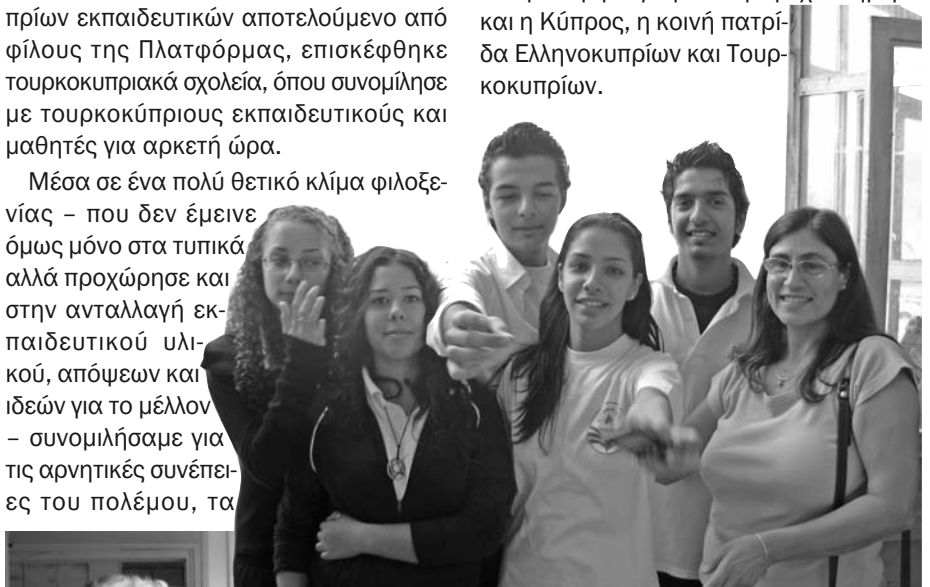 πρίων εκπαιδευτικών αποτελούμενο από
φίλους της Πλατφόρμας, επισκέφθηκε
τουρκοκυπριακά σχολεία, όπου συνομίλησε
με τουρκοκύπριους εκπαιδευτικούς και
μαθητές για αρκετή ώρα.
Μέσα σε ένα πολύ θετικό κλίμα φιλοξε-
νίας – που δεν έμεινε
όμως μόνο στα τυπικά
αλλά προχώρησε και
στην ανταλλαγή εκ-
παιδευτικού υλι-
κού, απόψεων και
ιδεών για το μέλλον
– συνομιλήσαμε για
τις αρνητικές συνέπει-
ες του πολέμου, τα
και η Κύπρος, η κοινή πατρί-
δα Ελληνοκυπρίων και Τουρ-
κοκυπρίων.